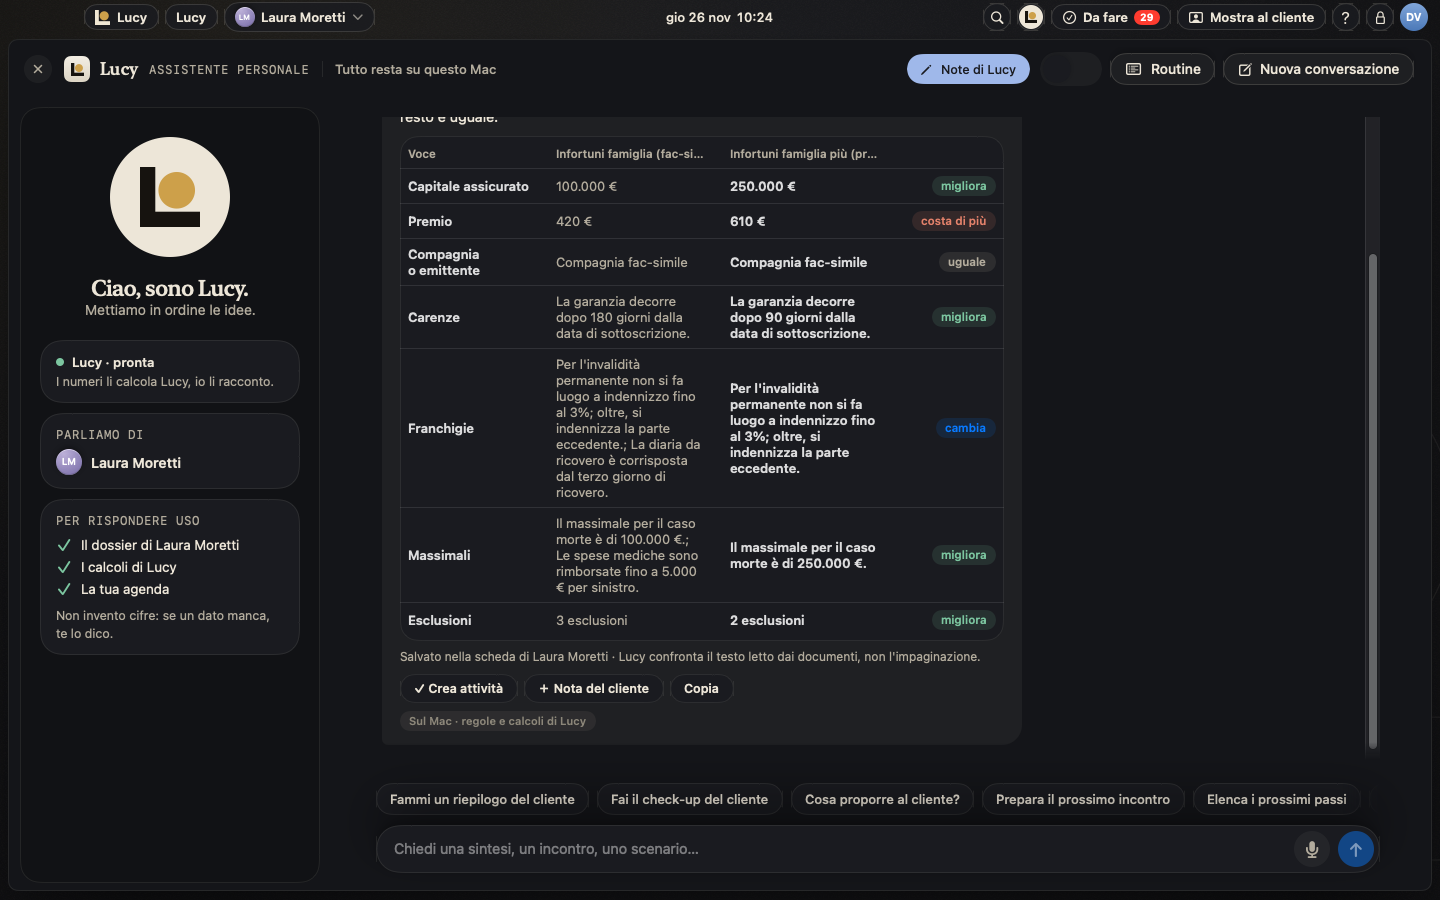 Lucy
Lucy
LM Laura Moretti
gio 26 nov 10:24
Da fare 29
Mostra al cliente
?
DV
Lucy ASSISTENTE PERSONALE
Tutto resta su questo Mac
Note di Lucy
Routine
Nuova conversazione
Ciao, sono Lucy.
Mettiamo in ordine le idee.
Lucy · pronta
I numeri li calcola Lucy, io li racconto.
PARLIAMO DI
LM Laura Moretti
PER RISPONDERE USO
Il dossier di Laura Moretti
I calcoli di Lucy
La tua agenda
Non invento cifre: se un dato manca,
te lo dico.
resto è uguale.
Voce Infortuni famiglia (fac-si... Infortuni famiglia più (pr...
Capitale assicurato 100.000 € 250.000 € migliora
Premio 420 € 610 € costa di più
Compagnia
o emittente
Compagnia fac-simile Compagnia fac-simile uguale
Carenze
La garanzia decorre
dopo 180 giorni dalla
data di sottoscrizione.
La garanzia decorre
dopo 90 giorni dalla
data di sottoscrizione.
migliora
Franchigie
Per l'invalidità
permanente non si fa
luogo a indennizzo fino
al 3%; oltre, si
indennizza la parte
eccedente.; La diaria da
ricovero è corrisposta
dal terzo giorno di
ricovero.
Per l'invalidità
permanente non si fa
luogo a indennizzo fino
al 3%; oltre, si
indennizza la parte
eccedente.
cambia
Massimali
Il massimale per il caso
morte è di 100.000 €.;
Le spese mediche sono
rimborsate fino a 5.000
€ per sinistro.
Il massimale per il caso
morte è di 250.000 €.
migliora
Esclusioni 3 esclusioni 2 esclusioni migliora
Salvato nella scheda di Laura Moretti · Lucy confronta il testo letto dai documenti, non l'impaginazione.
Crea attività
+ Nota del cliente
Copia
Sul Mac · regole e calcoli di Lucy
Fammi un riepilogo del cliente
Fai il check-up del cliente
Cosa proporre al cliente?
Prepara il prossimo incontro
Elenca i prossimi passi
Chiedi una sintesi, un incontro, uno scenario...